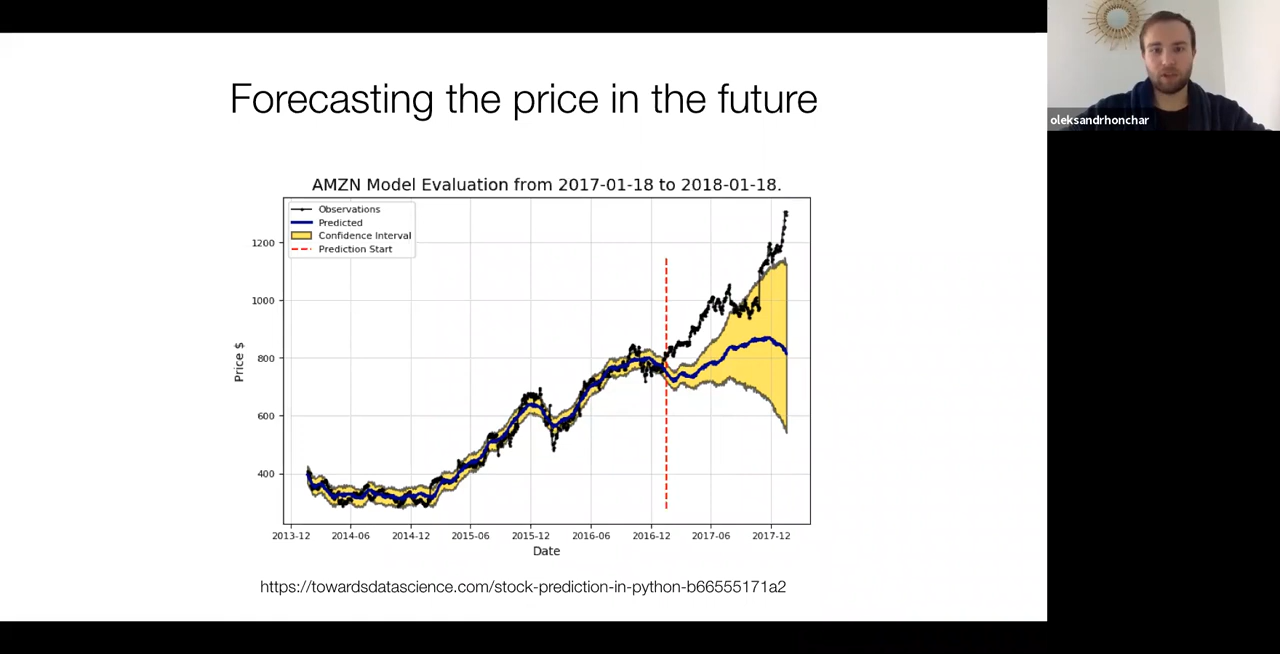 Forecasting the price in the future
oleksandrhonchar
AMZN Model Evaluation from 2017-01-18 to 2018-01-18.
Observations
Predicted
Confidence Interval
Prediction Start
1200
1000
800
600
400
Price $
2013-12 2014-06 2014-12 2015-06 2015-12 2016-06 2016-12 2017-06 2017-12
Date
https://towardsdatascience.com/stock-prediction-in-python-b66555171a2